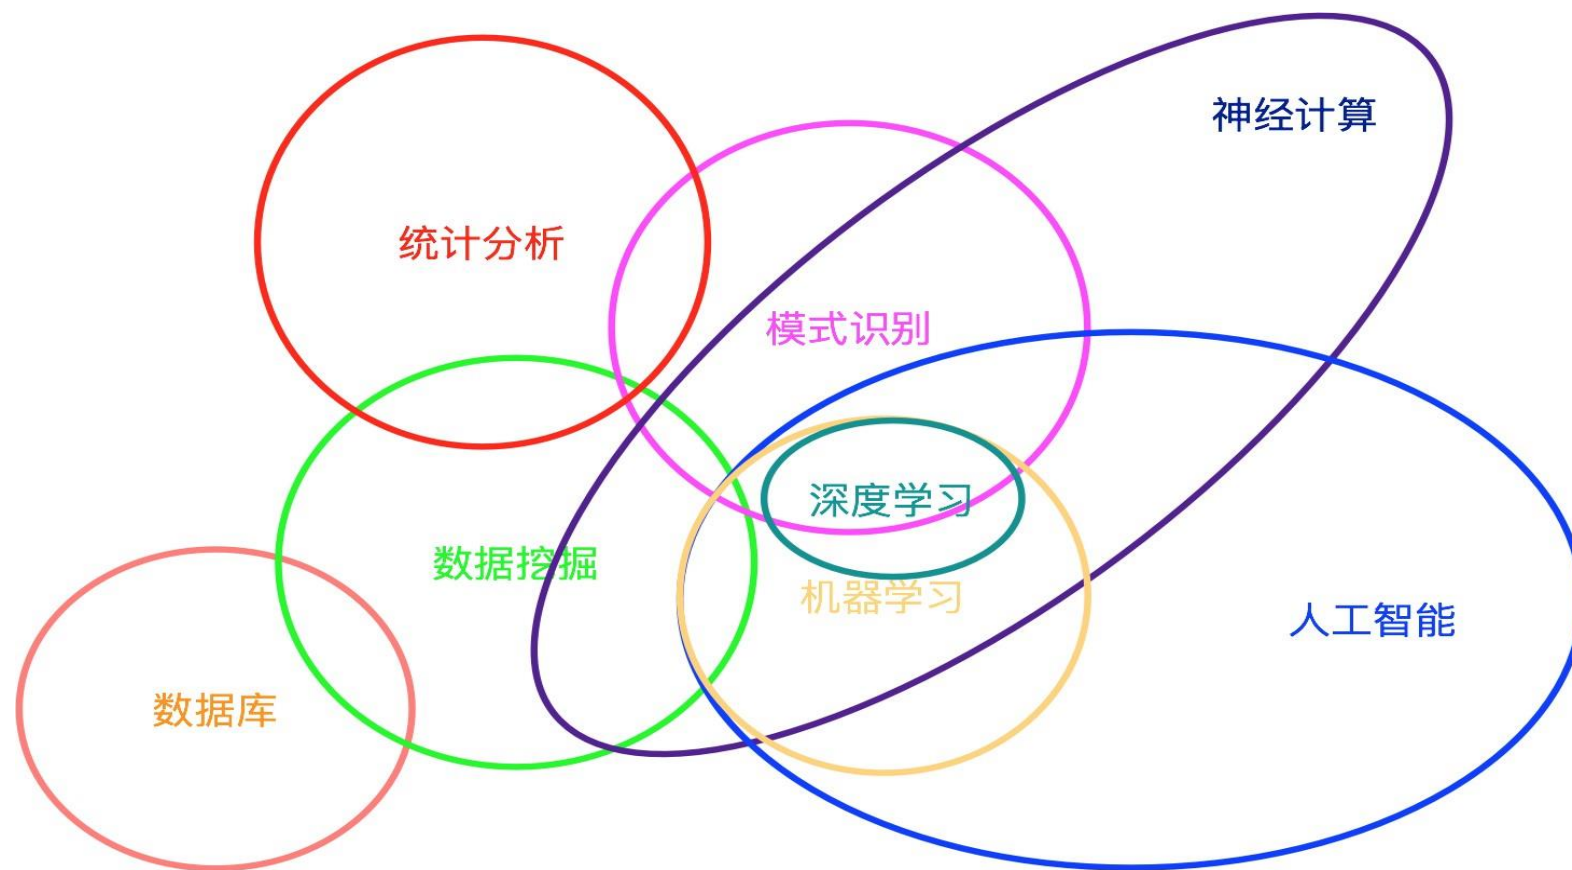 神经计算
统计分析
模式识别
深度学习
数据挖掘
机器学习
人工智能
数据库